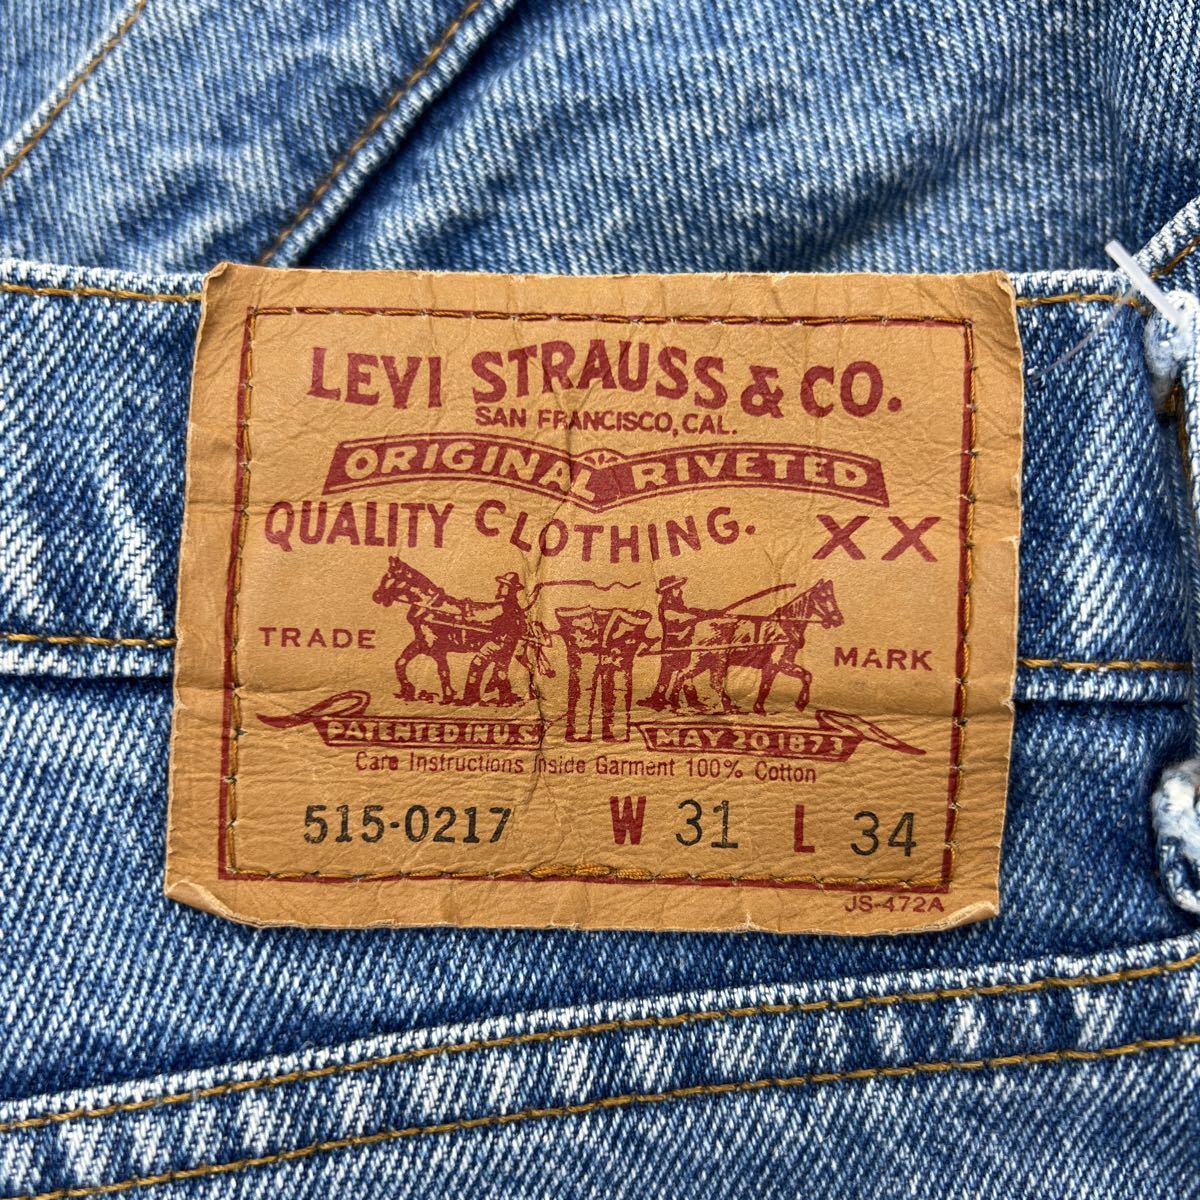 LEVI STRAUSS & CO.
SAN FRANCISCO, CAL.
ORIGINAL RIVETED
QUALITY CLOTHING. XX
TRADE MARK
PATENTED IN U.S. MAY 20 1873
Care Instructions Inside Garment 100% Cotton
515-0217 W 31 L 34
JS-472A